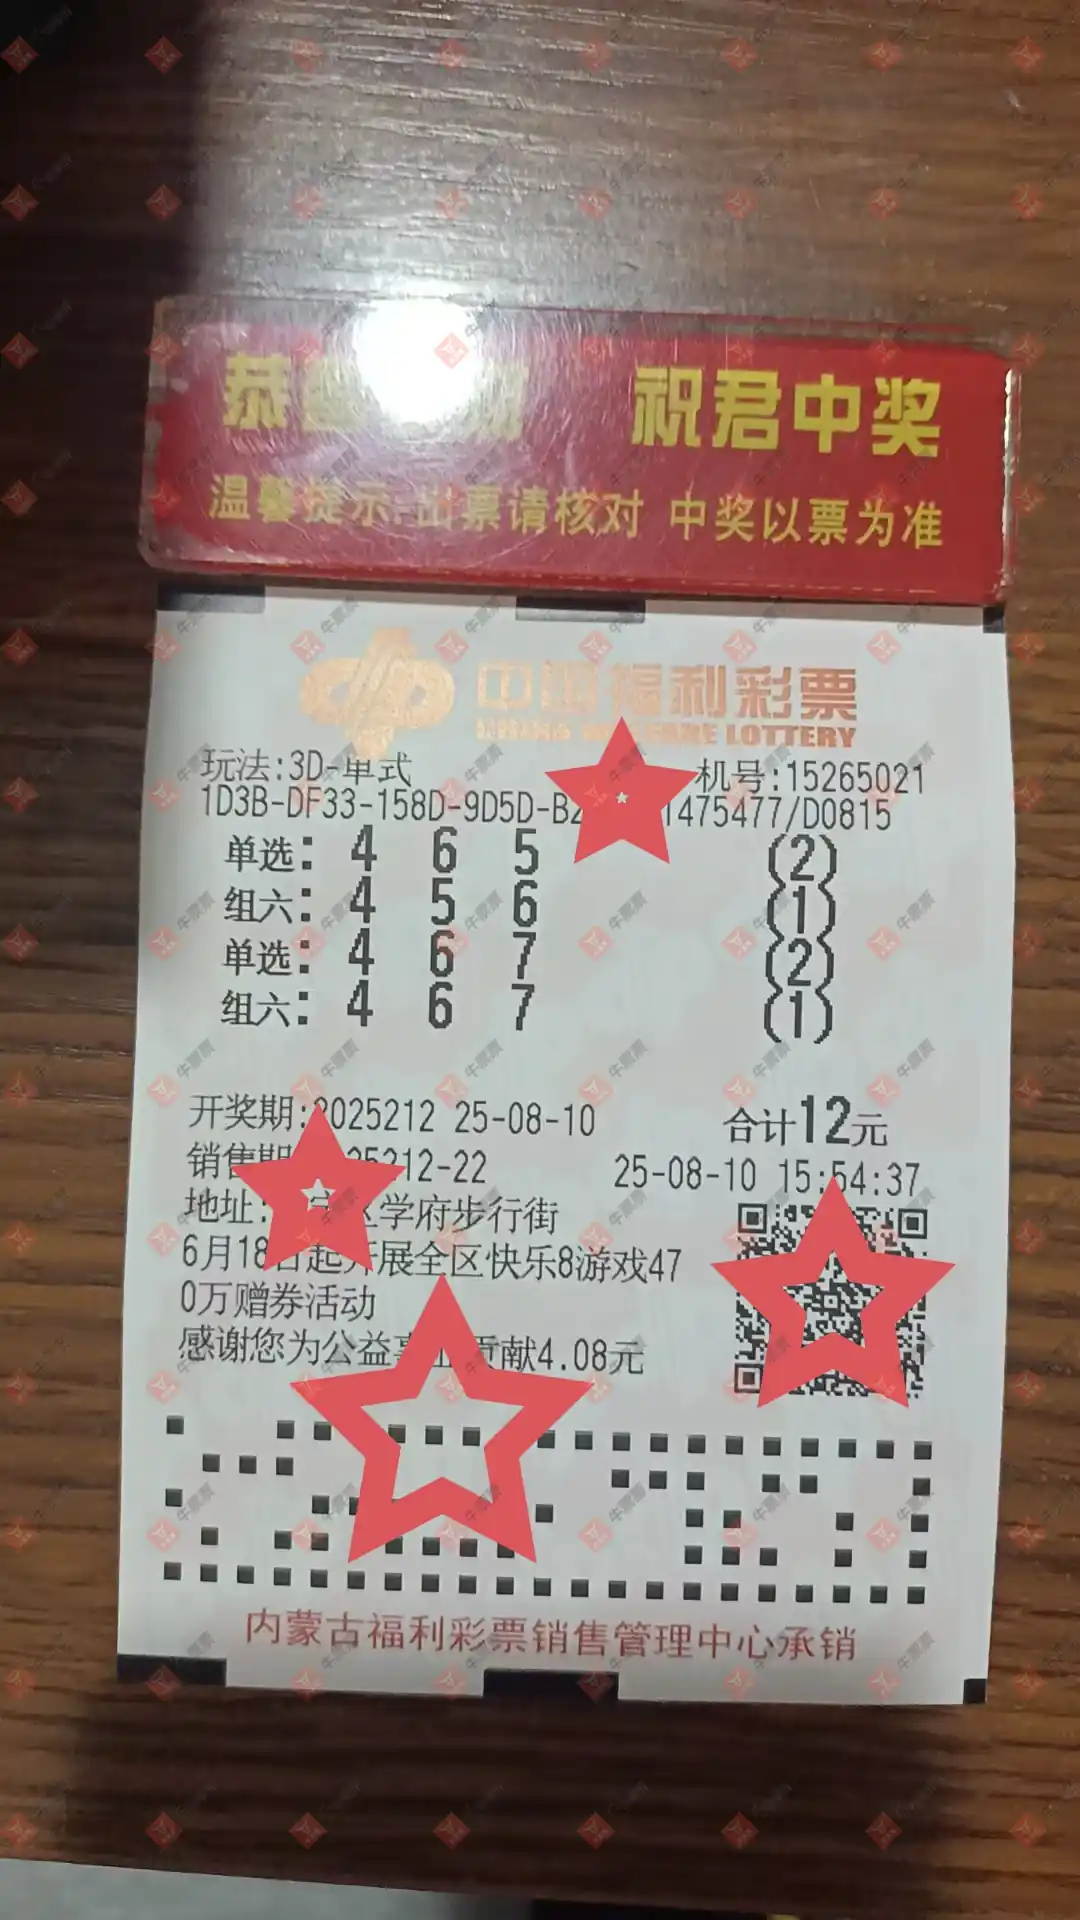 恭 祝君中奖
温馨提示:出票请核对 中奖以票为准
中国福利彩票
LOTTERY
玩法:3D-单式
机号:15265021
1D3B-DF33-158D-9D5D-B2 1475477/D0815
单选: 4 6 5 (2)
组六: 4 5 6 (1)
单选: 4 6 7 (2)
组六: 4 6 7 (1)
开奖期:2025212 25-08-10 合计12元
销售期 25212-22 25-08-10 15:54:37
地址: 区学府步行街
6月18日起开展全区快乐8游戏47
0万赠券活动
感谢您为公益事业贡献4.08元
内蒙古福利彩票销售管理中心承销
牛票票